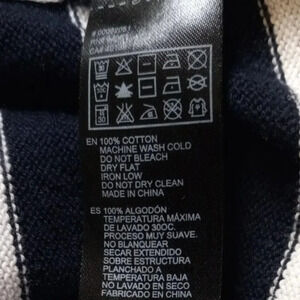 EN 100% COTTON
MACHINE WASH COLD
DO NOT BLEACH
DRY FLAT
IRON LOW
DO NOT DRY CLEAN
MADE IN CHINA
ES 100% ALGODÓN
TEMPERATURA MÁXIMA
DE LAVADO 30OC.
PROCESO MUY SUAVE.
NO BLANQUEAR
SECAR EXTENDIDO
SOBRE ESTRUCTURA
PLANCHADO A
TEMPERATURA BAJA
NO LAVADO EN SECO
FABRICADO EN CHINA